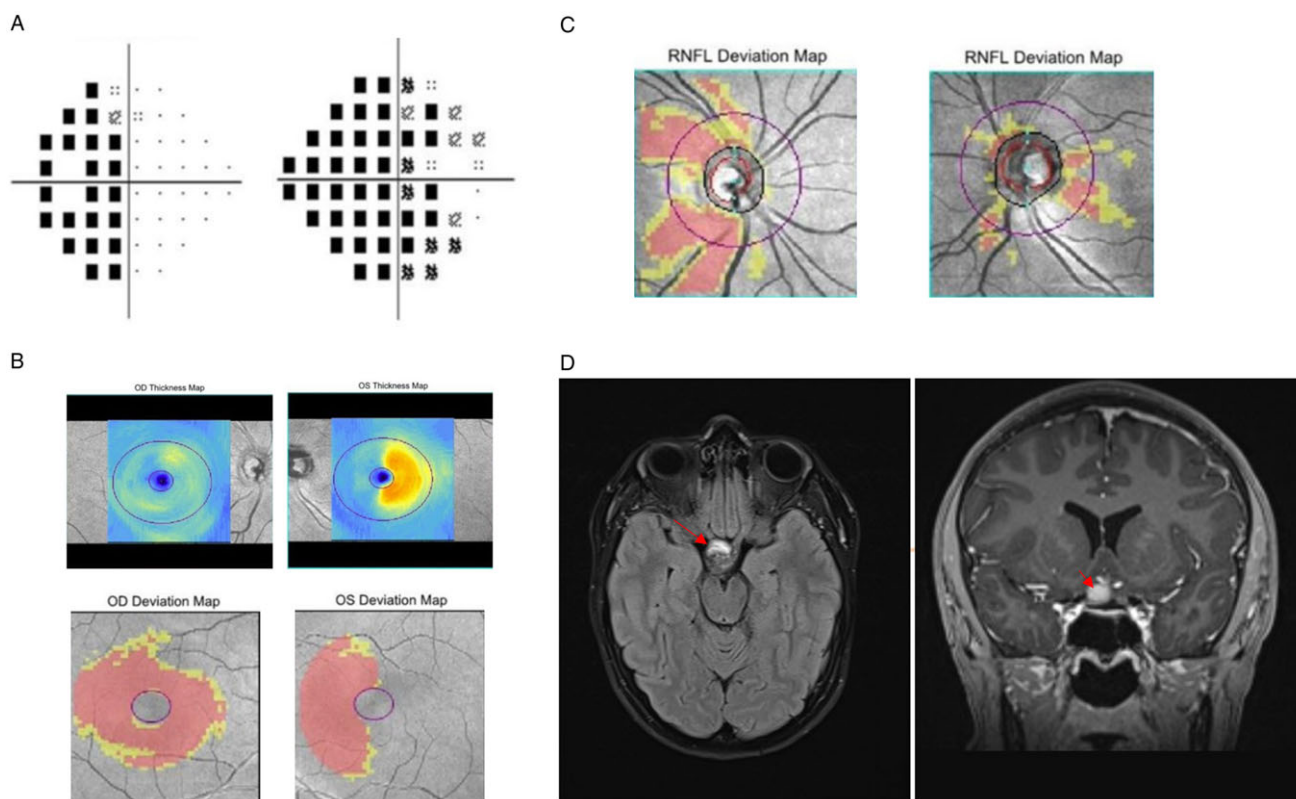 A
C
RNFL Deviation Map
RNFL Deviation Map
B
OD Thickness Map
OS Thickness Map
OD Deviation Map
OS Deviation Map
D